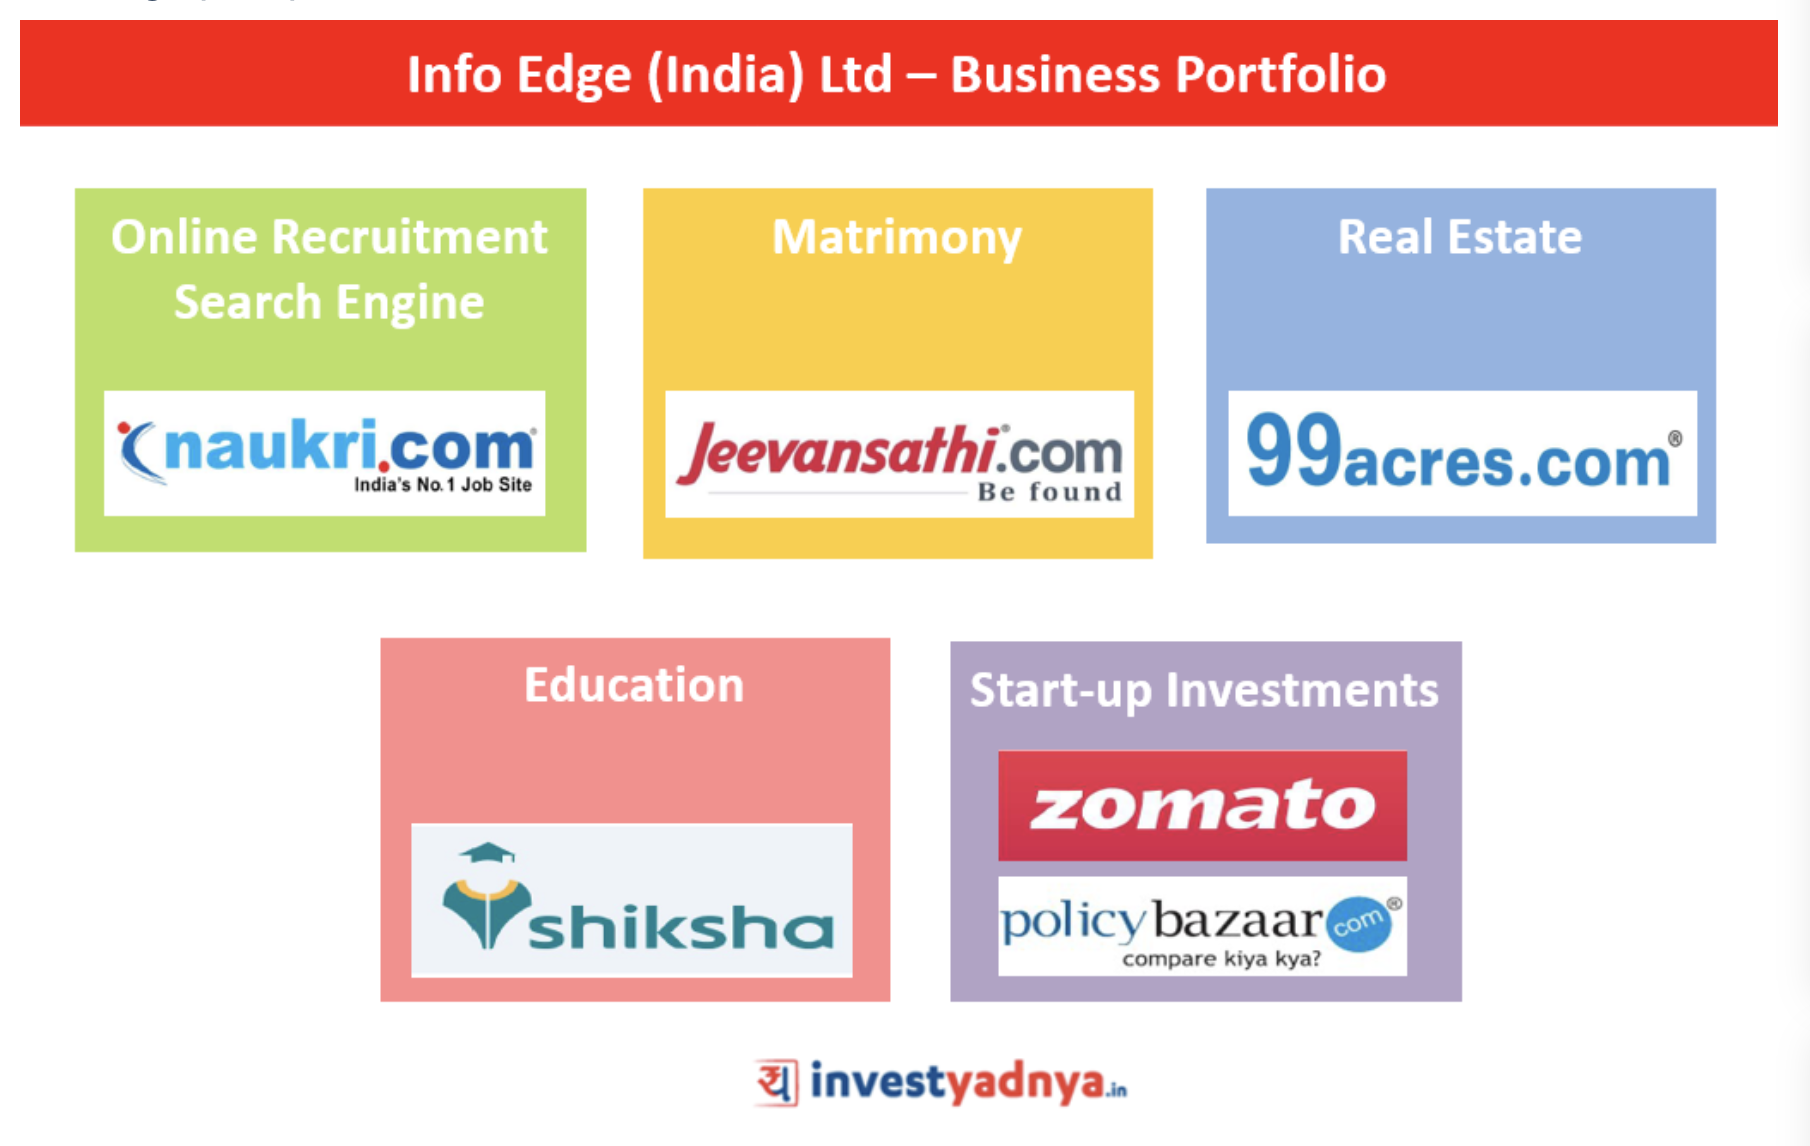 Info Edge (India) Ltd – Business Portfolio
Online Recruitment
Search Engine
naukri.com
India's No.1 Job Site
Matrimony
Jeevansathi®.com
Be found
Real Estate
99acres.com®
Education
shiksha
Start-up Investments
zomato
policybazaar.com®
compare kiya kya?
investyadnya.in